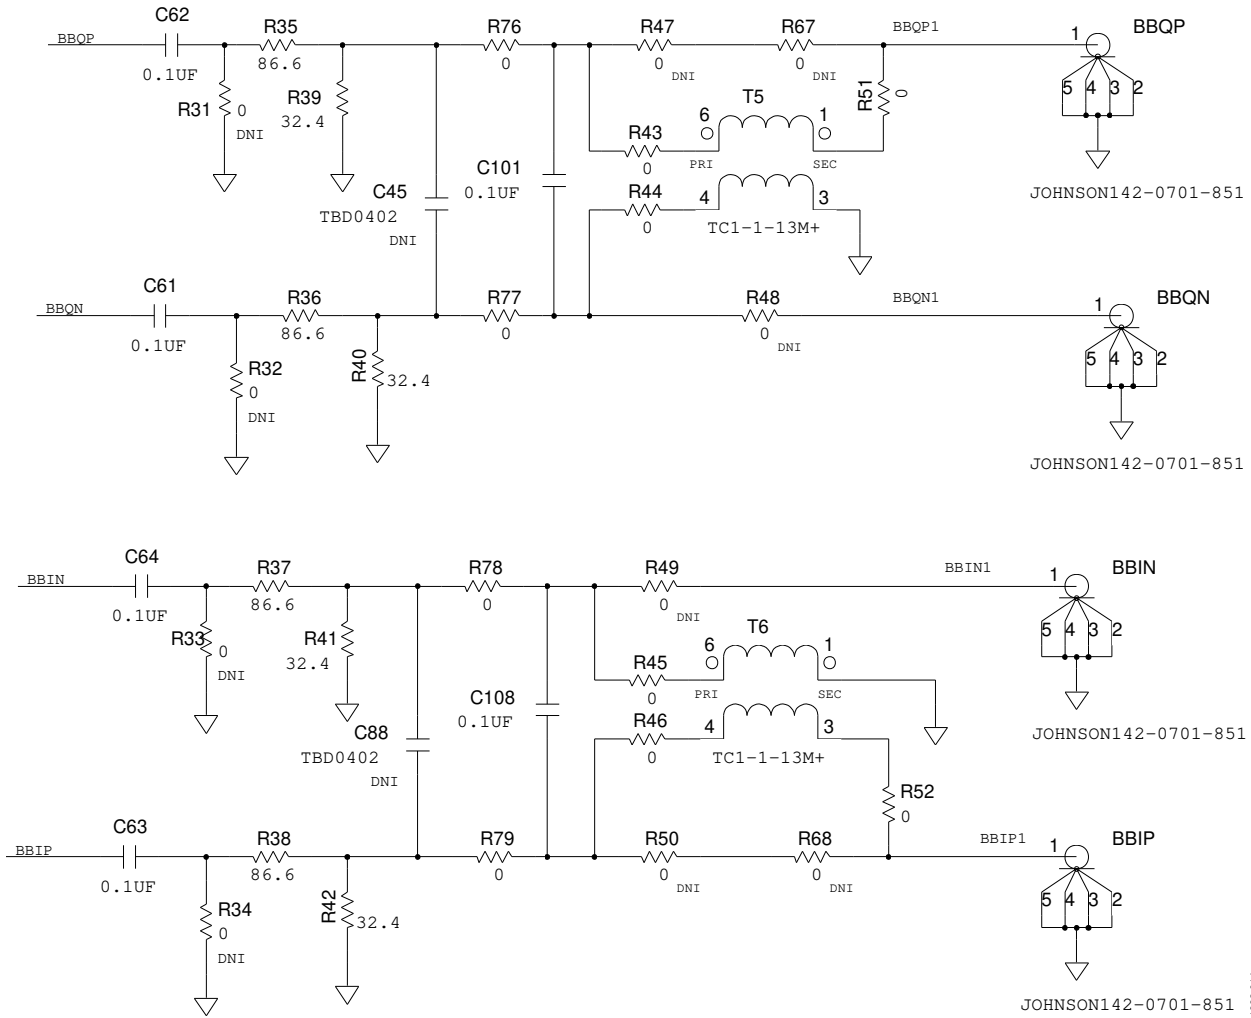 C62 R35 R76 R47 R67 BBQP1 1 BBQP
BBQP
0.1UF 86.6 0 0 DNI 0 DNI
R31 0 DNI R39 32.4 R51 0 5 4 3 2
T5
6 1
R43 0 PRI SEC
C101 0.1UF R44 0 4 3
JOHNSON142-0701-851
C45 TBD0402 DNI TC1-1-13M+
C61 R36 R77 R48 BBQN1 1 BBQN
BBQN
0.1UF 86.6 0 0 DNI
R32 0 DNI R40 32.4 5 4 3 2
JOHNSON142-0701-851
C64 R37 R78 R49 BBIN1 1 BBIN
BBIN
0.1UF 86.6 0 0 DNI
R33 0 DNI R41 32.4 T6 5 4 3 2
6 1
R45 0 PRI SEC
C108 0.1UF R46 0 4 3
C88 TBD0402 DNI TC1-1-13M+ JOHNSON142-0701-851
R52 0
C63 R38 R79 R50 R68 BBIP1 1 BBIP
BBIP
0.1UF 86.6 0 0 DNI 0 DNI
R34 0 DNI R42 32.4 5 4 3 2
JOHNSON142-0701-851